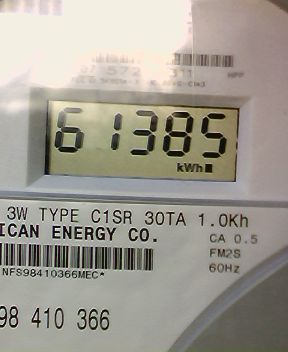 61385
kWh
3W TYPE C1SR 30TA 1.0Kh
ICAN ENERGY CO.
CA 0.5
FM2S
60Hz
NFS98410366MEC*
98 410 366